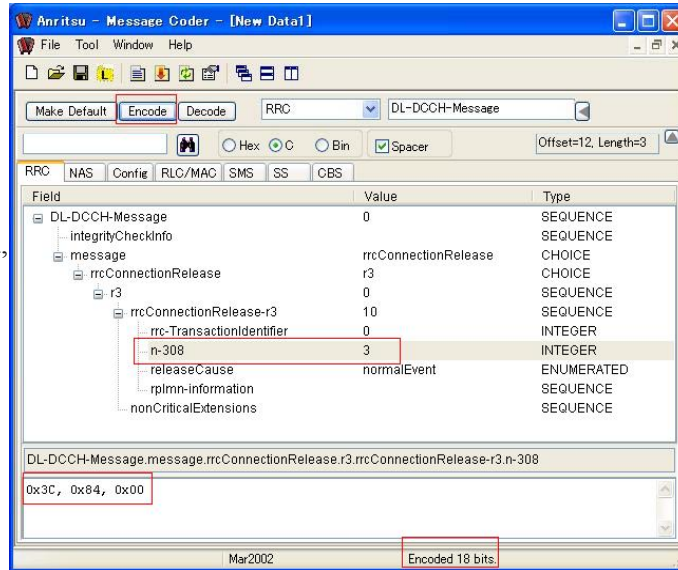 Anritsu - Message Coder - [New Data1]
File Tool Window Help
Make Default Encode Decode RRC DL-DCCH-Message
Hex C Bin Spacer Offset=12, Length=3
RRC NAS Config RLC/MAC SMS SS CBS
Field Value Type
DL-DCCH-Message 0 SEQUENCE
integrityCheckInfo SEQUENCE
message rrcConnectionRelease CHOICE
rrcConnectionRelease r3 CHOICE
r3 0 SEQUENCE
rrcConnectionRelease-r3 10 SEQUENCE
rrc-TransactionIdentifier 0 INTEGER
n-308 3 INTEGER
releaseCause normalEvent ENUMERATED
rplmn-information SEQUENCE
nonCriticalExtensions SEQUENCE
DL-DCCH-Message.message.rrcConnectionRelease.r3.rrcConnectionRelease-r3.n-308
0x3C, 0x84, 0x00
Mar2002 Encoded 18 bits.